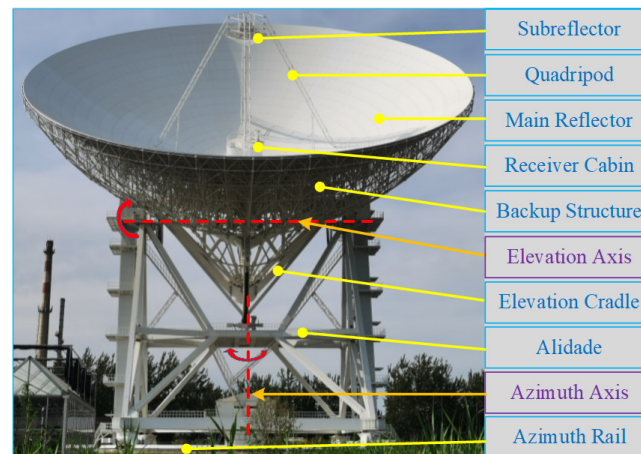 Subreflector
Quadripod
Main Reflector
Receiver Cabin
Backup Structure
Elevation Axis
Elevation Cradle
Alidade
Azimuth Axis
Azimuth Rail